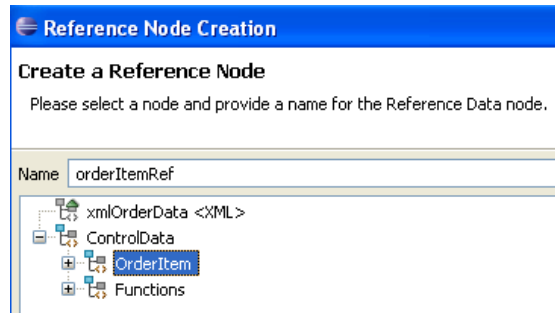 Reference Node Creation
Create a Reference Node
Please select a node and provide a name for the Reference Data node.
Name orderItemRef
xmlOrderData <XML>
ControlData
OrderItem
Functions